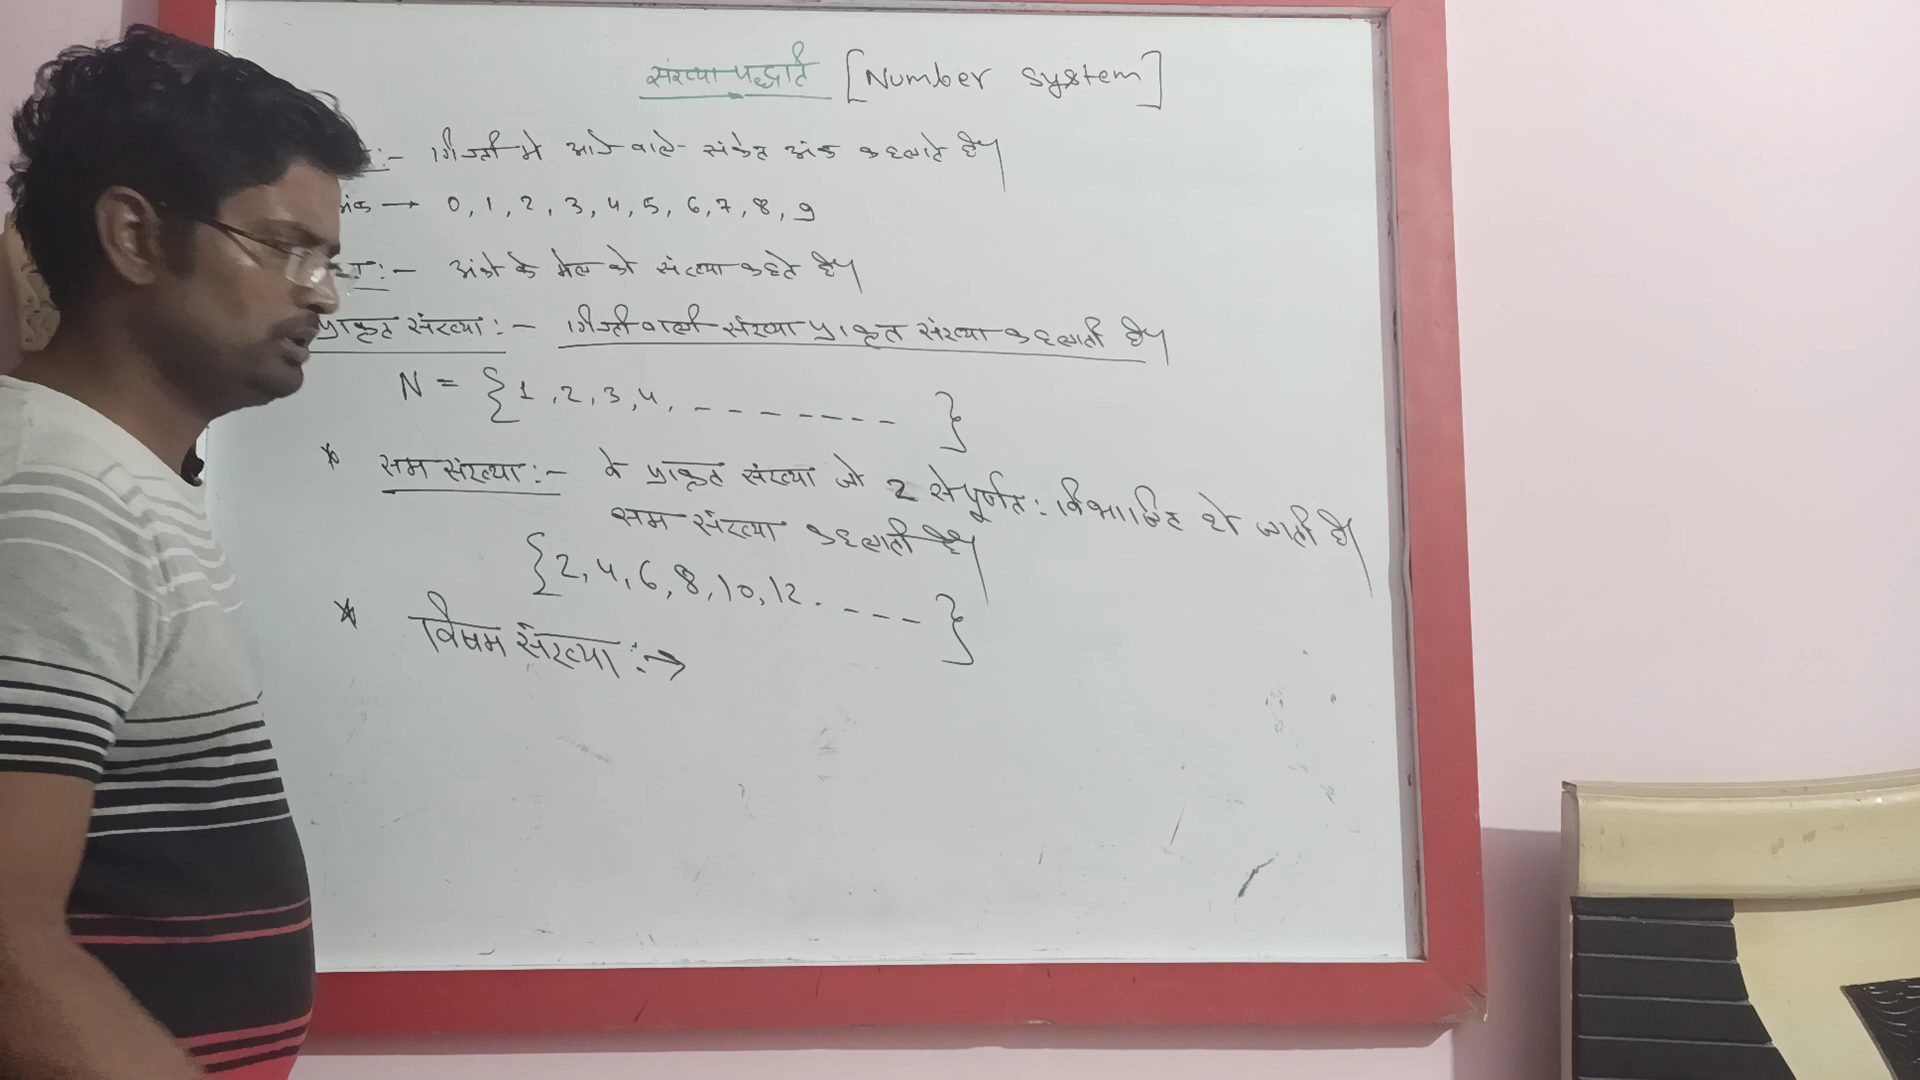 संख्या पद्धति [Number system]
:- गिनती मे आने वाले संकेत अंक कहलाते है।
अंक → 0, 1, 2, 3, 4, 5, 6, 7, 8, 9
:- अंको के मेल को संख्या कहते है।
प्राकृत संख्या :- गिनती वाली संख्या प्राकृत संख्या कहलाती है।
N = {1, 2, 3, 4, - - - - - - - - }
* सम संख्या :- वे प्राकृत संख्या जो 2 से पूर्णत: विभाजित हो जाती है।
सम संख्या कहलाती है।
{2, 4, 6, 8, 10, 12. - - - - }
* विषम संख्या :→